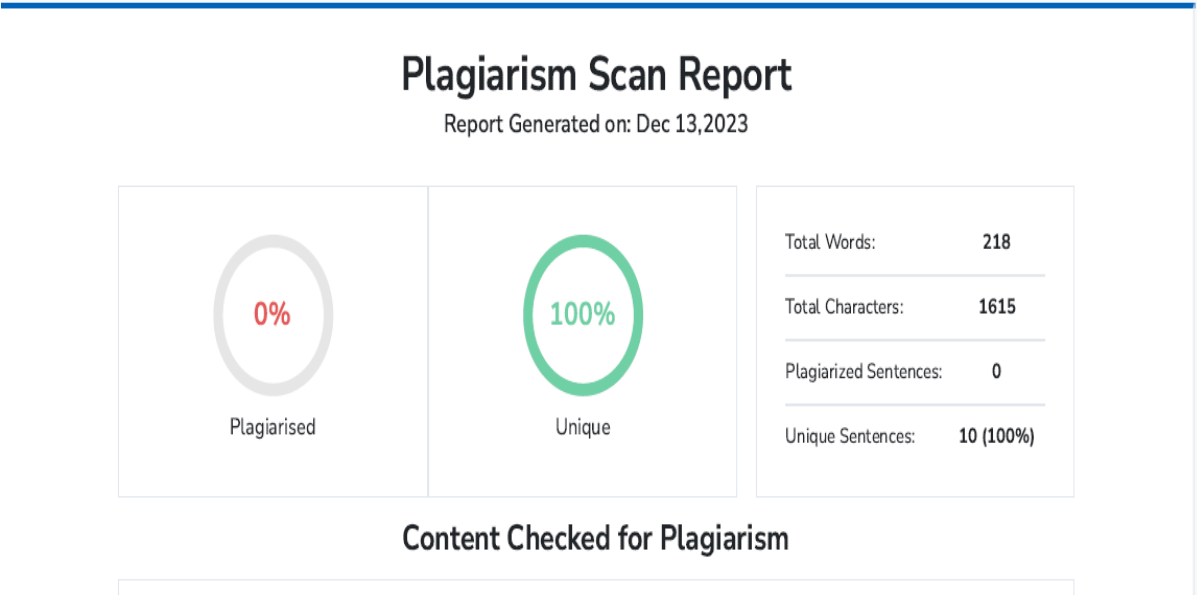 Plagiarism Scan Report
Report Generated on: Dec 13,2023
0%
Plagiarised
100%
Unique
Total Words: 218
Total Characters: 1615
Plagiarized Sentences: 0
Unique Sentences: 10 (100%)
Content Checked for Plagiarism